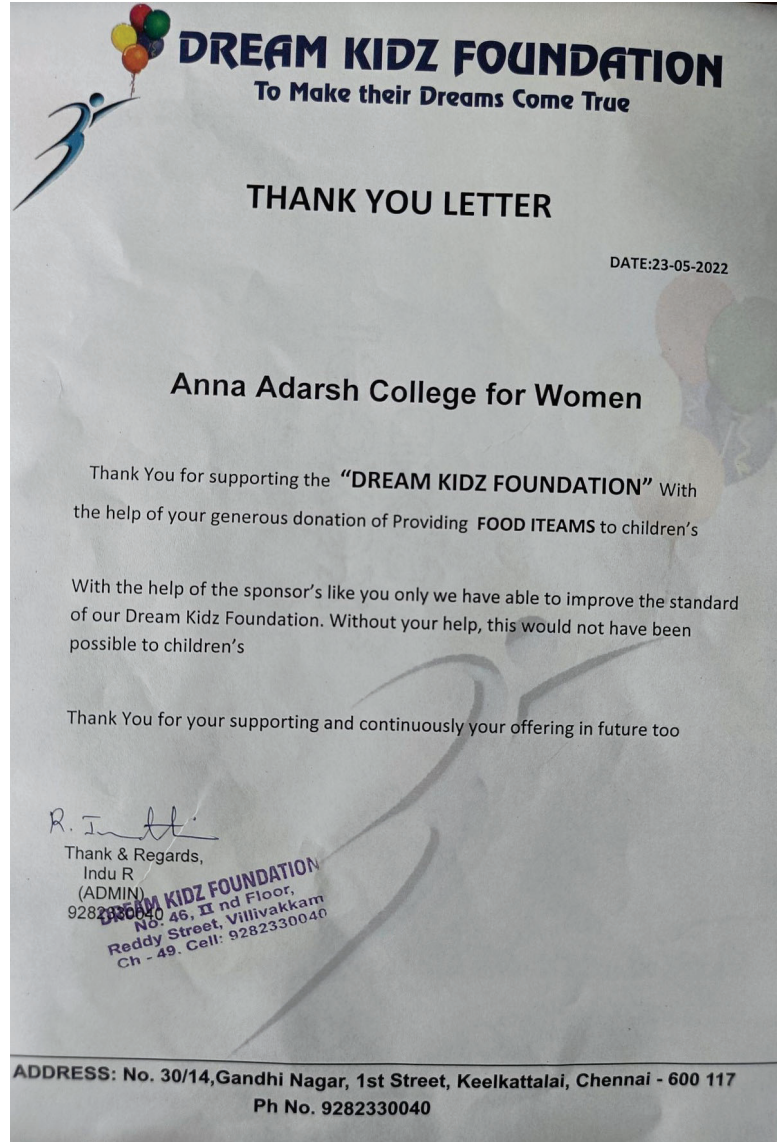 DREAM KIDZ FOUNDATION
To Make their Dreams Come True
THANK YOU LETTER
DATE:23-05-2022
Anna Adarsh College for Women
Thank You for supporting the “DREAM KIDZ FOUNDATION” With
the help of your generous donation of Providing FOOD ITEAMS to children’s
With the help of the sponsor’s like you only we have able to improve the standard
of our Dream Kidz Foundation. Without your help, this would not have been
possible to children’s
Thank You for your supporting and continuously your offering in future too
Thank & Regards,
Indu R
(ADMIN)
9282330040
DREAM KIDZ FOUNDATION
No: 46, II nd Floor,
Reddy Street, Villivakkam
Ch - 49. Cell: 9282330040
ADDRESS: No. 30/14,Gandhi Nagar, 1st Street, Keelkattalai, Chennai - 600 117
Ph No. 9282330040